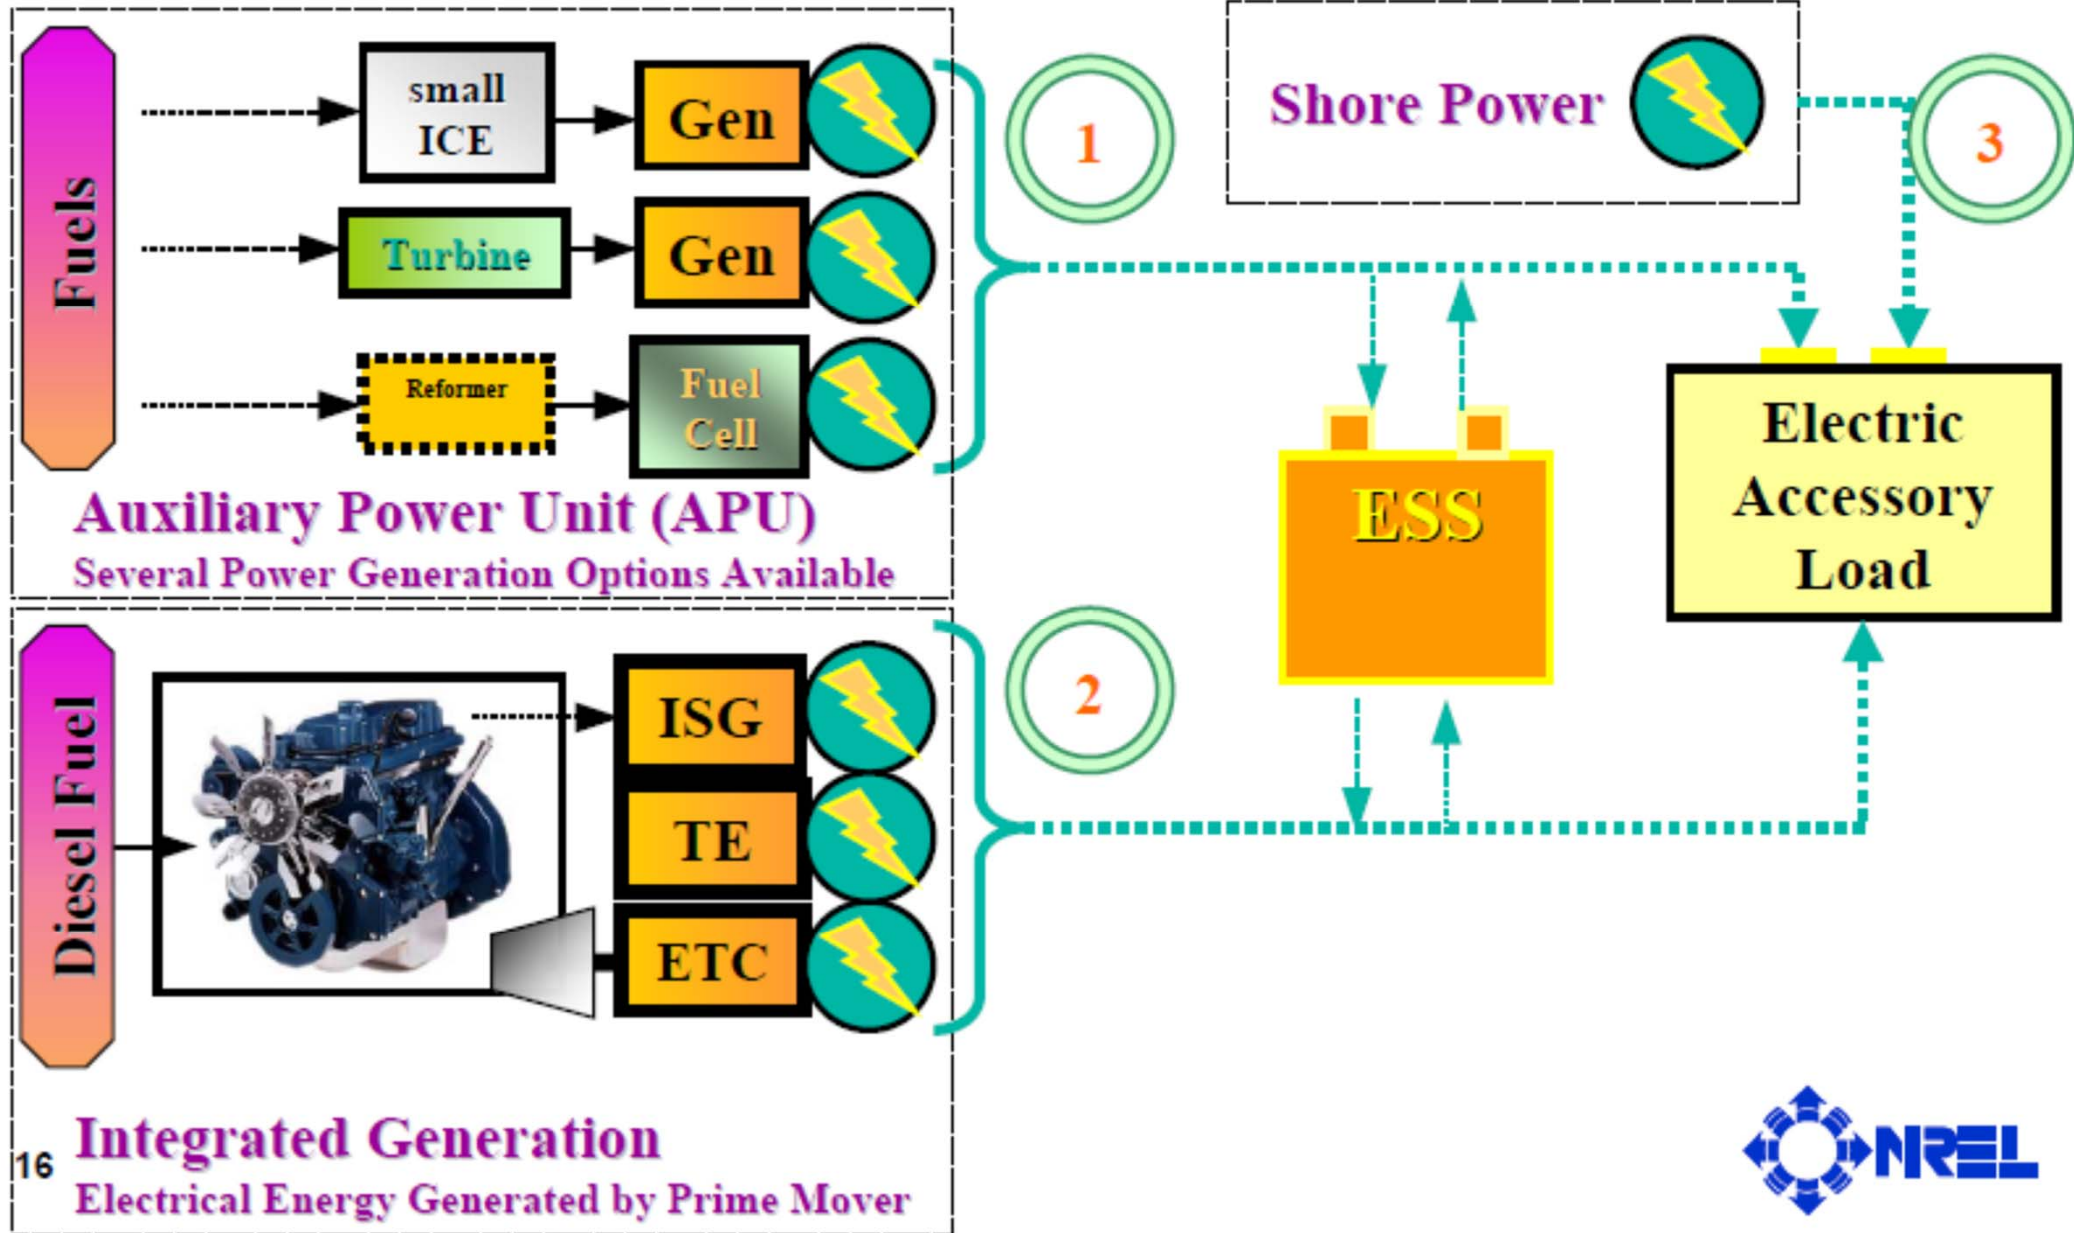 Fuels
small
ICE
Gen
Turbine
Gen
Reformer
Fuel
Cell
Auxiliary Power Unit (APU)
Several Power Generation Options Available
1
Shore Power
3
ESS
Electric
Accessory
Load
Diesel Fuel
ISG
TE
ETC
2
Integrated Generation
Electrical Energy Generated by Prime Mover
16
NREL